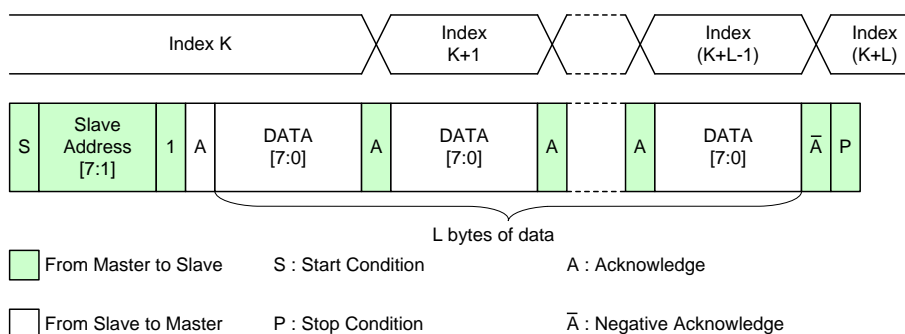 Index K
Index
K+1
Index
(K+L-1)
Index
(K+L)
S
Slave
Address
[7:1]
1
A
DATA
[7:0]
A
DATA
[7:0]
A
A
DATA
[7:0]
A̅
P
L bytes of data
From Master to Slave
S : Start Condition
A : Acknowledge
From Slave to Master
P : Stop Condition
A̅ : Negative Acknowledge